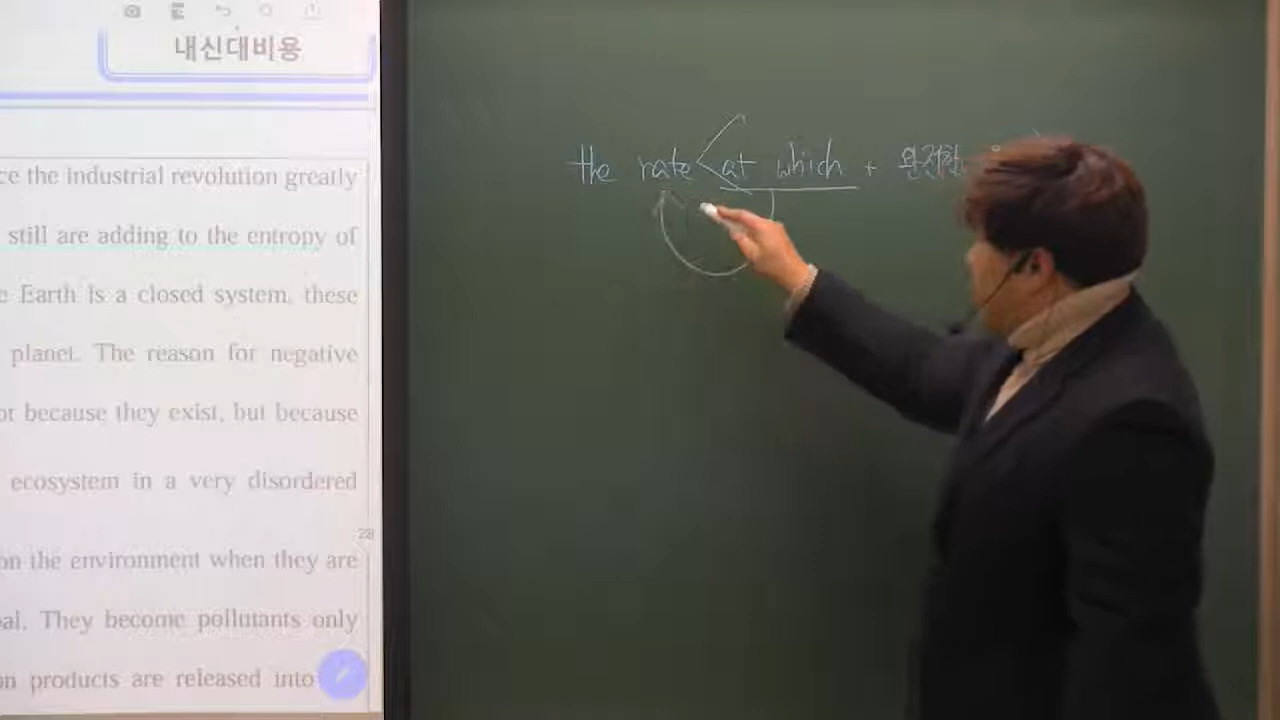 내신대비용
ce the industrial revolution greatly
still are adding to the entropy of
e Earth is a closed system, these
planet. The reason for negative
ot because they exist, but because
ecosystem in a very disordered
28
on the environment when they are
al. They become pollutants only
on products are released into
the rate at which + 완전한